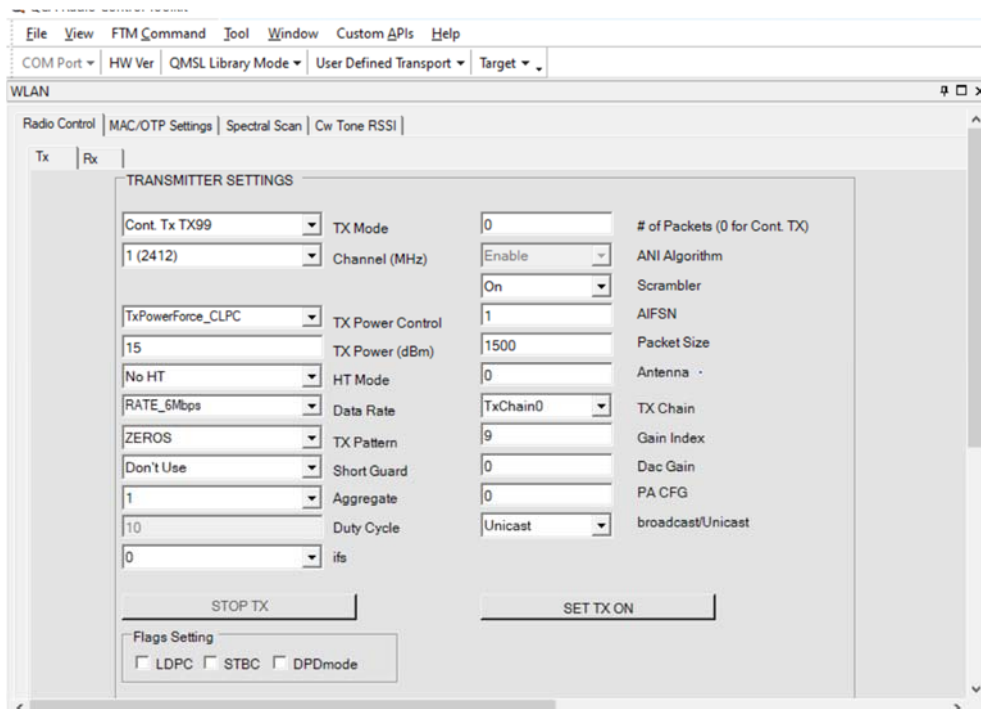 File View FTM Command Tool Window Custom APIs Help
COM Port HW Ver QMSL Library Mode User Defined Transport Target
WLAN
Radio Control MAC/OTP Settings Spectral Scan Cw Tone RSSI
Tx Rx
TRANSMITTER SETTINGS
Cont. Tx TX99 TX Mode 0 # of Packets (0 for Cont. TX)
1 (2412) Channel (MHz) Enable ANI Algorithm
On Scrambler
TxPowerForce_CLPC TX Power Control 1 AIFSN
15 TX Power (dBm) 1500 Packet Size
No HT HT Mode 0 Antenna
RATE_6Mbps Data Rate TxChain0 TX Chain
ZEROS TX Pattern 9 Gain Index
Don't Use Short Guard 0 Dac Gain
1 Aggregate 0 PA CFG
10 Duty Cycle Unicast broadcast/Unicast
0 ifs
STOP TX SET TX ON
Flags Setting
LDPC STBC DPDmode